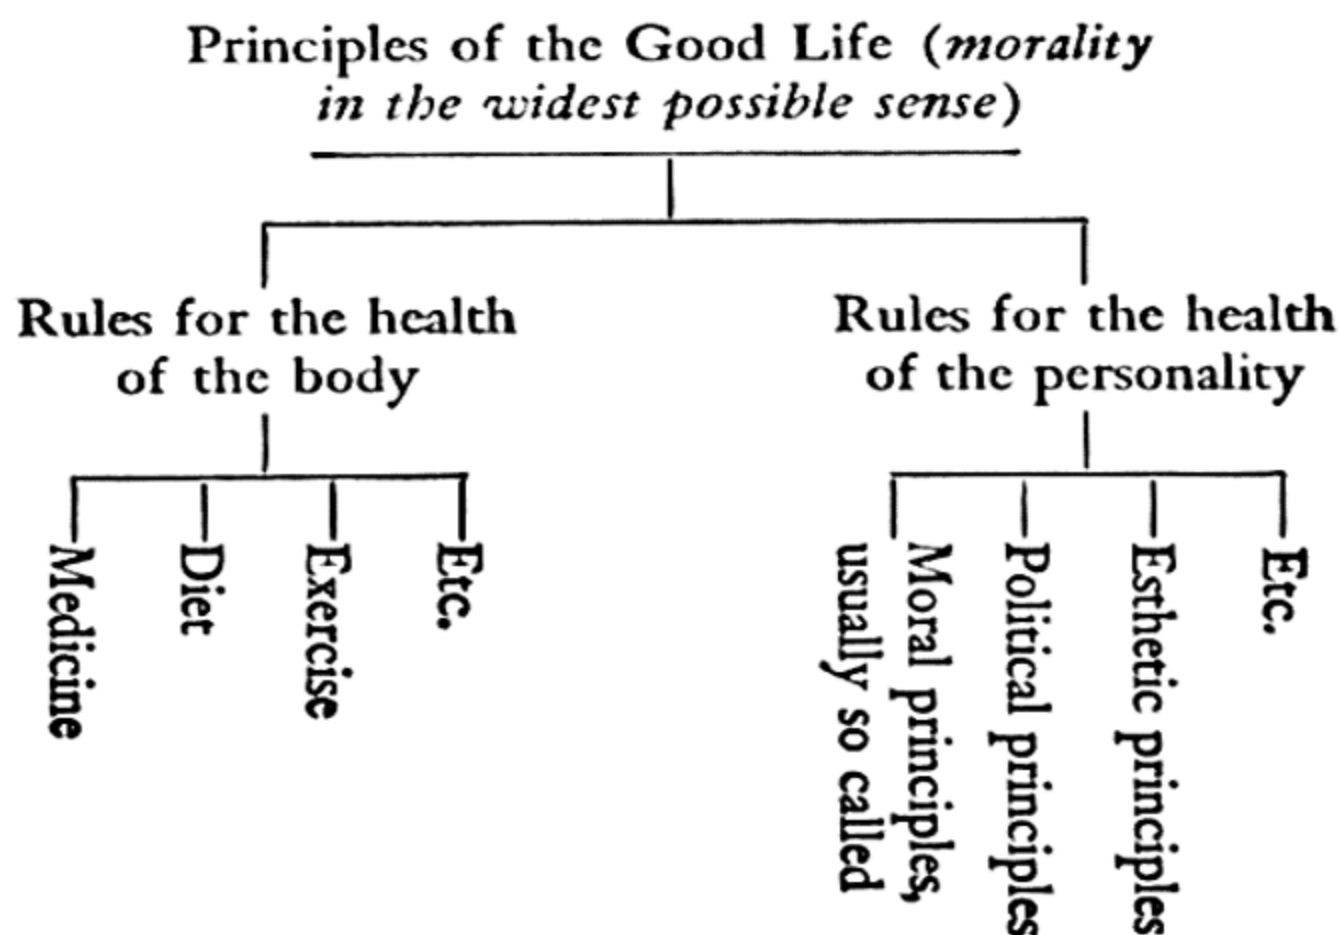 Principles of the Good Life (morality
in the widest possible sense)
Rules for the health
of the body
Rules for the health
of the personality
Medicine
Diet
Exercise
Etc.
Moral principles,
usually so called
Political principles
Esthetic principles
Etc.